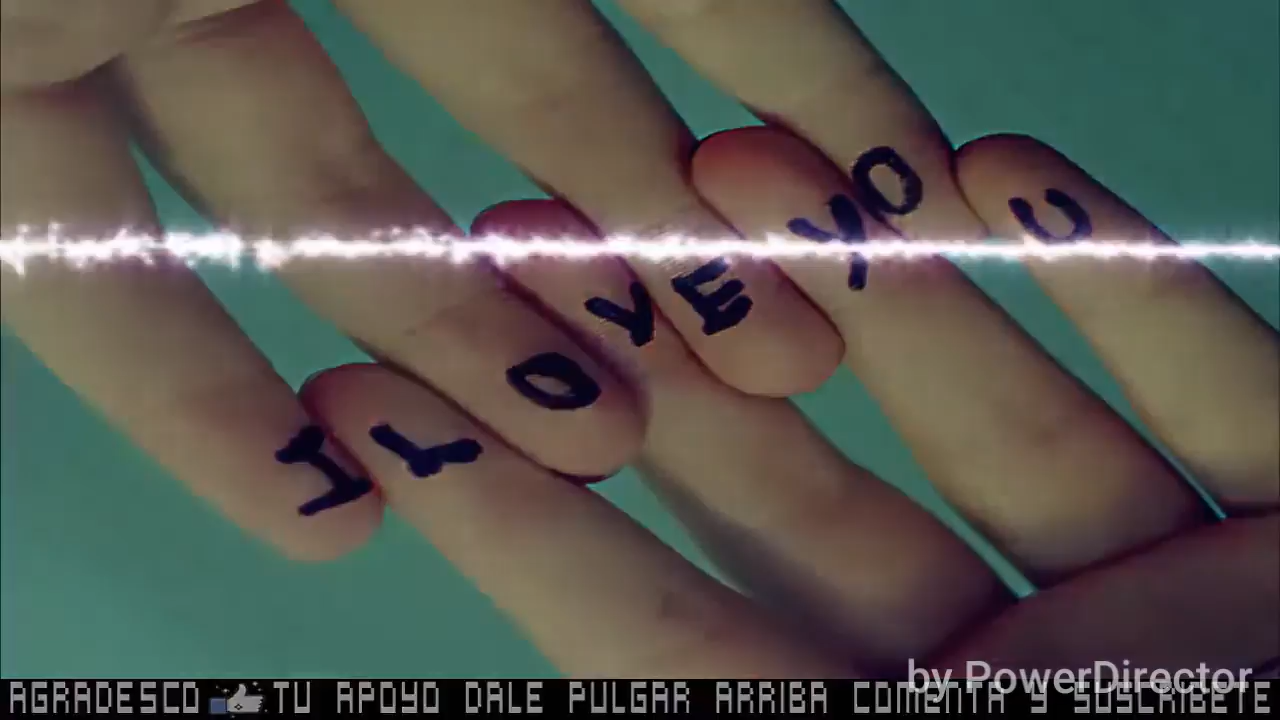 I LOVE YOU
by PowerDirector
AGRADESCO TU APOYO DALE PULGAR ARRIBA COMENTA Y SUSCRIBETE